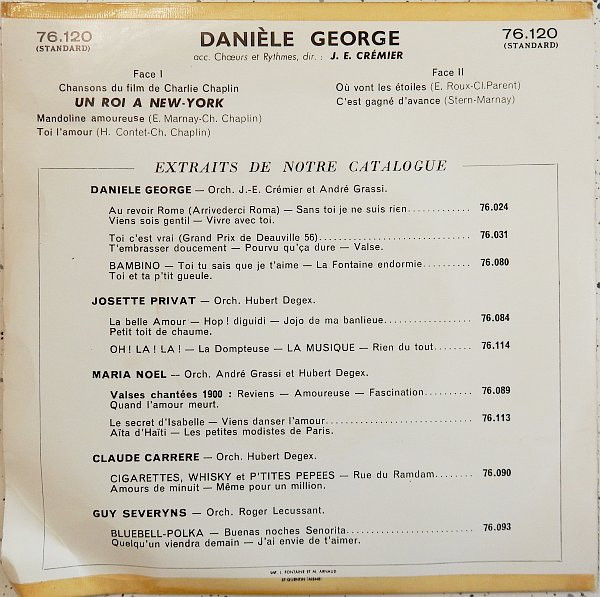 76.120
(STANDARD)
DANIÈLE GEORGE
acc. Chœurs et Rythmes, dir. : J. E. CRÉMIER
76.120
(STANDARD)
Face I
Chansons du film de Charlie Chaplin
UN ROI A NEW-YORK
Mandoline amoureuse (E. Marnay-Ch. Chaplin)
Toi l'amour (H. Contet-Ch. Chaplin)
Face II
Où vont les étoiles (E. Roux-Cl.Parent)
C'est gagné d'avance (Stern-Marnay)
EXTRAITS DE NOTRE CATALOGUE
DANIELE GEORGE — Orch. J.-E. Crémier et André Grassi.
Au revoir Rome (Arrivederci Roma) — Sans toi je ne suis rien............. 76.024
Viens sois gentil — Vivre avec toi.
Toi c'est vrai (Grand Prix de Deauville 56)............................... 76.031
T'embrasser doucement — Pourvu qu'ça dure — Valse.
BAMBINO — Toi tu sais que je t'aime — La Fontaine endormie.......... 76.080
Toi et ta p'tit gueule.
JOSETTE PRIVAT — Orch. Hubert Degex.
La belle Amour — Hop ! diguidi — Jojo de ma banlieue.................. 76.084
Petit toit de chaume.
OH ! LA ! LA ! — La Dompteuse — LA MUSIQUE — Rien du tout........ 76.114
MARIA NOEL — Orch. André Grassi et Hubert Degex.
Valses chantées 1900 : Reviens — Amoureuse — Fascination.......... 76.089
Quand l'amour meurt.
Le secret d'Isabelle — Viens danser l'amour.............................. 76.113
Aïta d'Haïti — Les petites modistes de Paris.
CLAUDE CARRERE — Orch. Hubert Degex.
CIGARETTES, WHISKY et P'TITES PEPEES — Rue du Ramdam........ 76.090
Amours de minuit — Même pour un million.
GUY SEVERYNS — Orch. Roger Lecussant.
BLUEBELL-POLKA — Buenas noches Senorita.......................... 76.093
Quelqu'un viendra demain — J'ai envie de t'aimer.
IMP. L. FONTAINE ET M. ARNAUD
ST QUENTIN (AISNE)